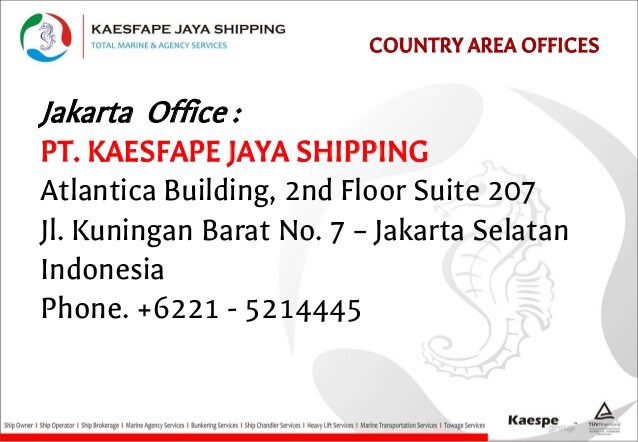 KAESFAPE JAYA SHIPPING
TOTAL MARINE & AGENCY SERVICES
COUNTRY AREA OFFICES
Jakarta Office :
PT. KAESFAPE JAYA SHIPPING
Atlantica Building, 2nd Floor Suite 207
Jl. Kuningan Barat No. 7 – Jakarta Selatan
Indonesia
Phone. +6221 - 5214445
Ship Owner I Ship Operator I Ship Brokerage I Marine Agency Services I Bunkering Services I Ship Chandler Services I Heavy Lift Services I Marine Transportation Services I Towage Services
Kaespe
TÜVRheinland